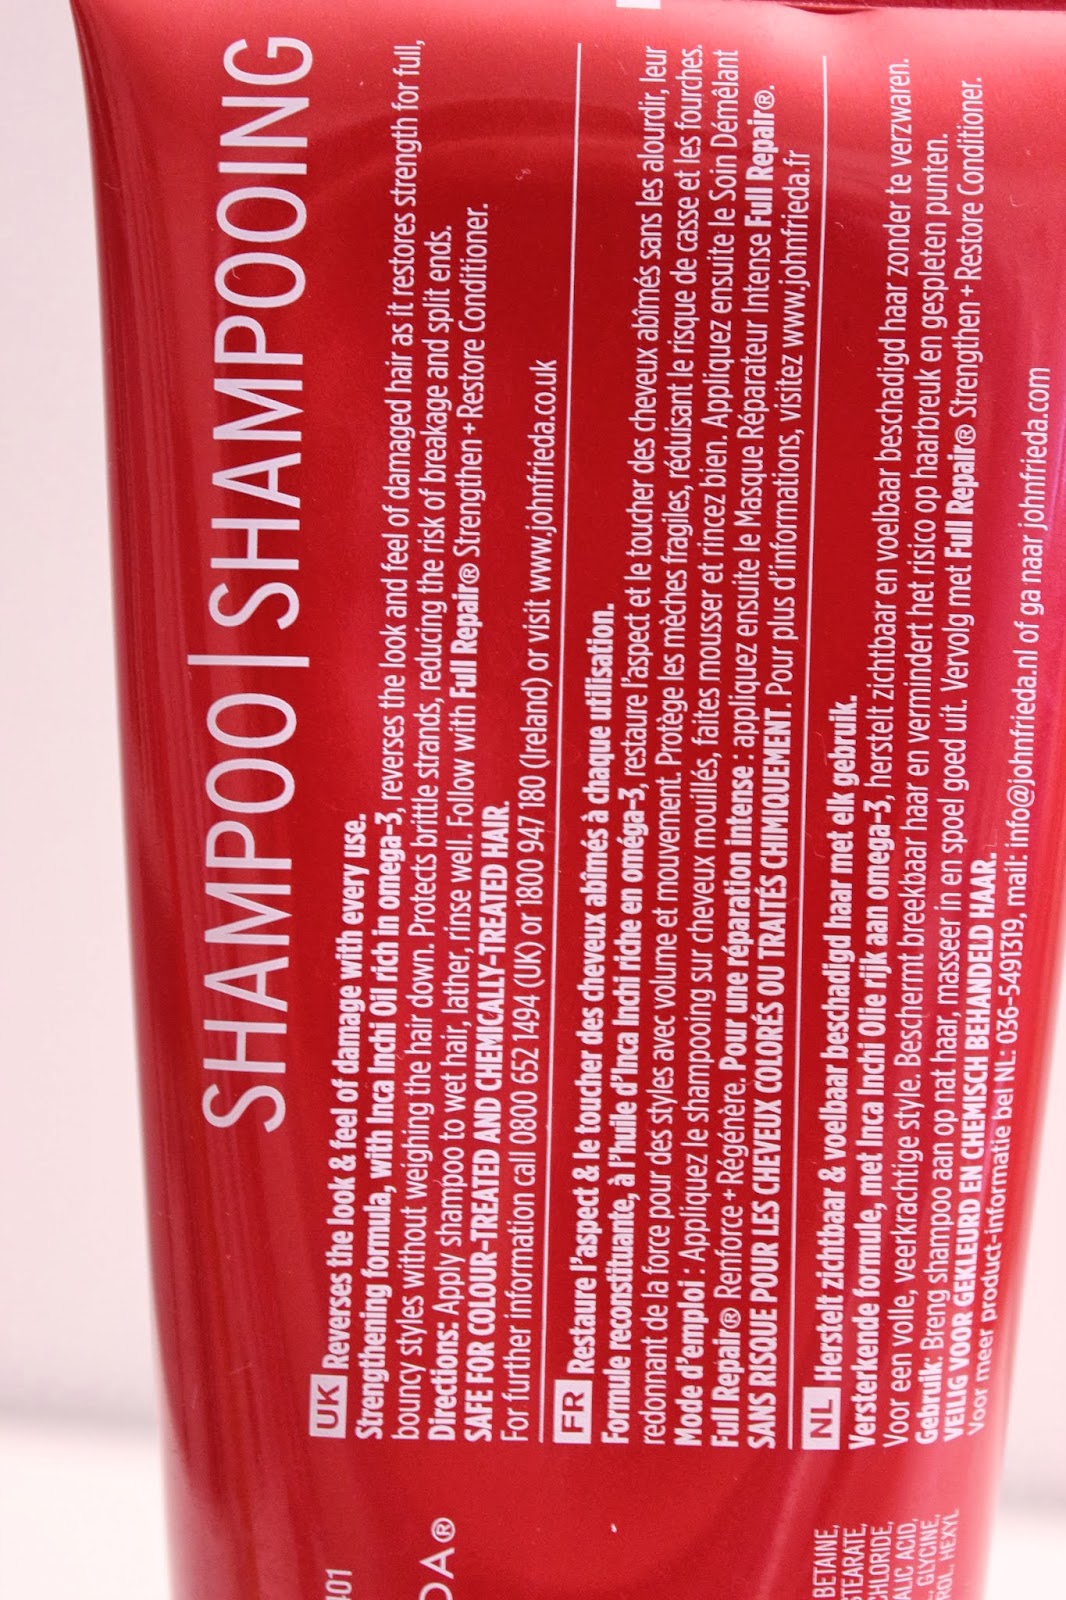 SHAMPOO | SHAMPOOING
UK Reverses the look & feel of damage with every use.
Strengthening formula, with Inca Inchi Oil rich in omega-3, reverses the look and feel of damaged hair as it restores strength for full,
bouncy styles without weighing the hair down. Protects brittle strands, reducing the risk of breakage and split ends.
Directions: Apply shampoo to wet hair, lather, rinse well. Follow with Full Repair® Strengthen + Restore Conditioner.
SAFE FOR COLOUR-TREATED AND CHEMICALLY-TREATED HAIR.
For further information call 0800 652 1494 (UK) or 1800 947 180 (Ireland) or visit www.johnfrieda.co.uk
FR Restaure l'aspect & le toucher des cheveux abîmés à chaque utilisation.
Formule reconstituante, à l'huile d'Inca Inchi riche en oméga-3, restaure l'aspect et le toucher des cheveux abîmés sans les alourdir, leur
redonnant de la force pour des styles avec volume et mouvement. Protège les mèches fragiles, réduisant le risque de casse et les fourches.
Mode d'emploi : Appliquez le shampooing sur cheveux mouillés, faites mousser et rincez bien. Appliquez ensuite le Soin Démêlant
Full Repair® Renforce + Régénère. Pour une réparation intense : appliquez ensuite le Masque Réparateur Intense Full Repair®.
SANS RISQUE POUR LES CHEVEUX COLORÉS OU TRAITÉS CHIMIQUEMENT. Pour plus d'informations, visitez www.johnfrieda.fr
NL Herstelt zichtbaar & voelbaar beschadigd haar met elk gebruik.
Versterkende formule, met Inca Inchi Olie rijk aan omega-3, herstelt zichtbaar en voelbaar beschadigd haar zonder te verzwaren.
Voor een volle, veerkrachtige style. Beschermt breekbaar haar en vermindert het risico op haarbreuk en gespleten punten.
Gebruik: Breng shampoo aan op nat haar, masseer in en spoel goed uit. Vervolg met Full Repair® Strengthen + Restore Conditioner.
VEILIG VOOR GEKLEURD EN CHEMISCH BEHANDELD HAAR.
Voor meer product-informatie bel NL: 036-5491319, mail: info@johnfrieda.nl of ga naar johnfrieda.com
401
DA®
BETAINE,
STEARATE,
CHLORIDE,
ALIC ACID,
GLYCINE,
ROL, HEXYL